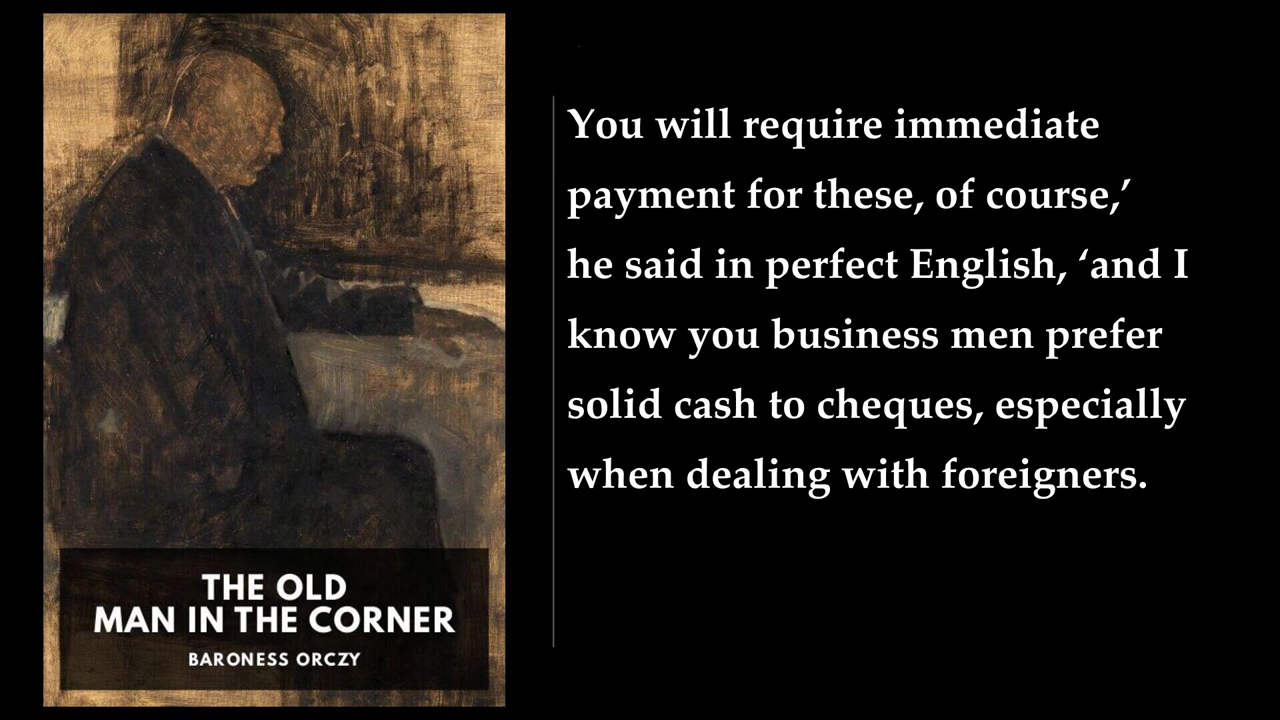 THE OLD
MAN IN THE CORNER
BARONESS ORCZY
You will require immediate
payment for these, of course,’
he said in perfect English, ‘and I
know you business men prefer
solid cash to cheques, especially
when dealing with foreigners.